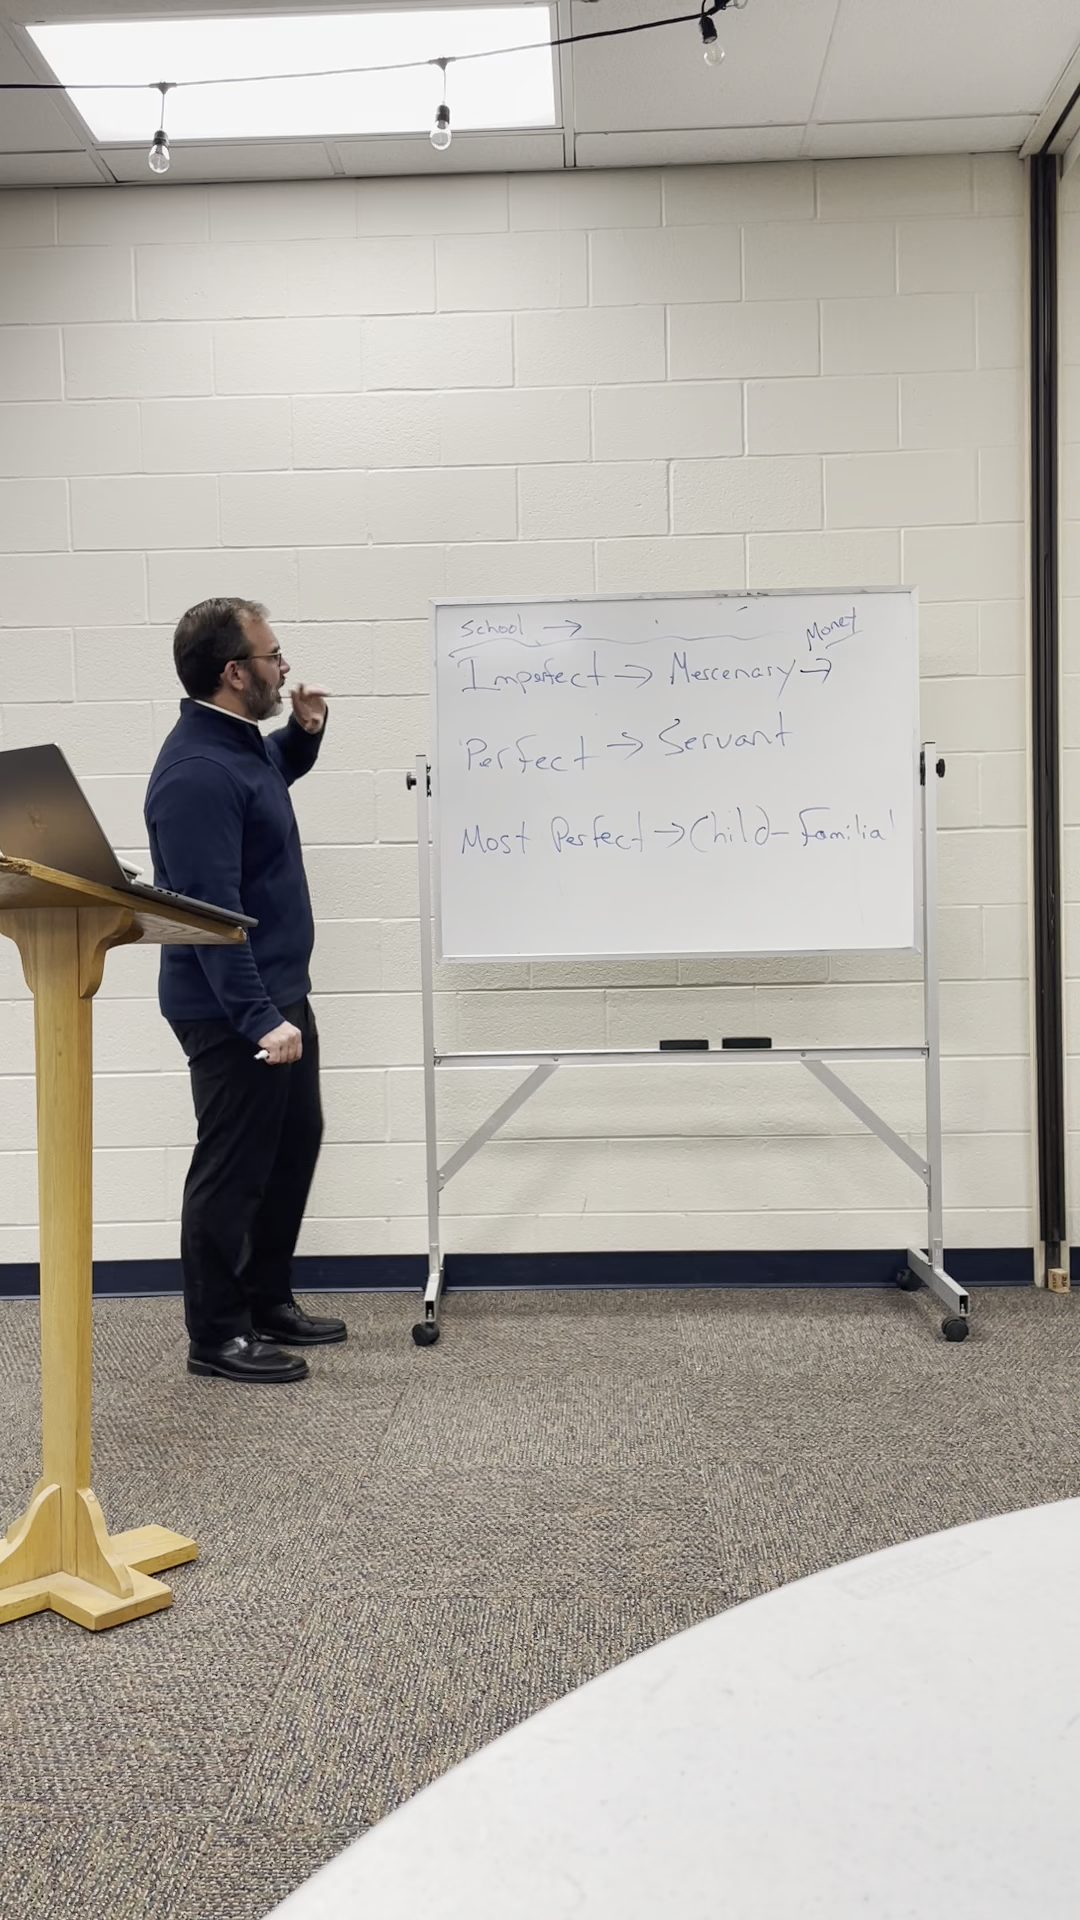 School →
Money
Imperfect → Mercenary →
Perfect → Servant
Most Perfect → Child - Familial